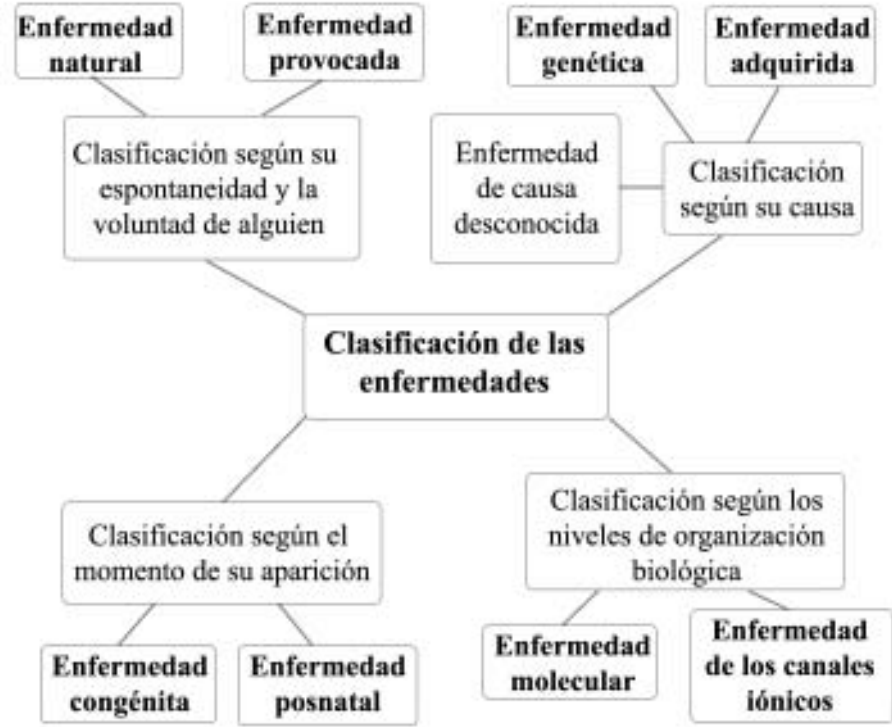 Enfermedad
natural
Enfermedad
provocada
Enfermedad
genética
Enfermedad
adquirida
Clasificación según su
espontaneidad y la
voluntad de alguien
Enfermedad
de causa
desconocida
Clasificación
según su causa
Clasificación de las
enfermedades
Clasificación según el
momento de su aparición
Clasificación según los
niveles de organización
biológica
Enfermedad
congénita
Enfermedad
posnatal
Enfermedad
molecular
Enfermedad
de los canales
iónicos